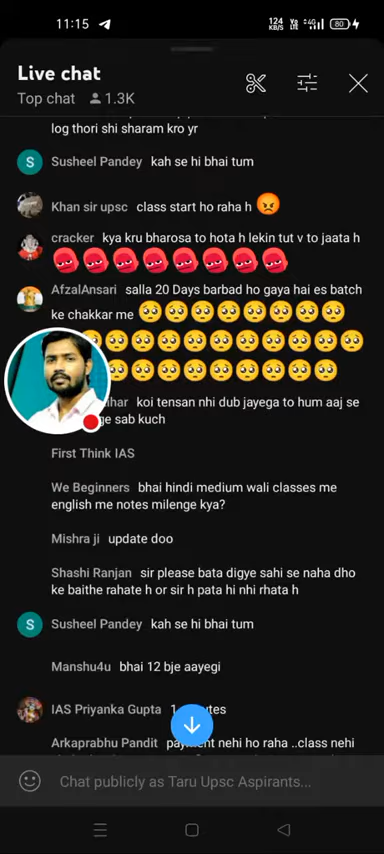 11:15
124 KB/S Vo LTE 4G 80
Live chat
Top chat 1.3K
log thori shi sharam kro yr
S Susheel Pandey kah se hi bhai tum
Khan sir upsc class start ho raha h
cracker kya kru bharosa to hota h lekin tut v to jaata h
AfzalAnsari salla 20 Days barbad ho gaya hai es batch
ke chakkar me
koi tensan nhi dub jayega to hum aaj se
sab kuch
First Think IAS
We Beginners bhai hindi medium wali classes me
english me notes milenge kya?
Mishra ji update doo
Shashi Ranjan sir please bata digye sahi se naha dho
ke baithe rahate h or sir h pata hi nhi rhata h
S Susheel Pandey kah se hi bhai tum
Manshu4u bhai 12 bje aayegi
IAS Priyanka Gupta 1
Arkaprabhu Pandit payment nehi ho raha ..class nehi
Chat publicly as Taru Upsc Aspirants...